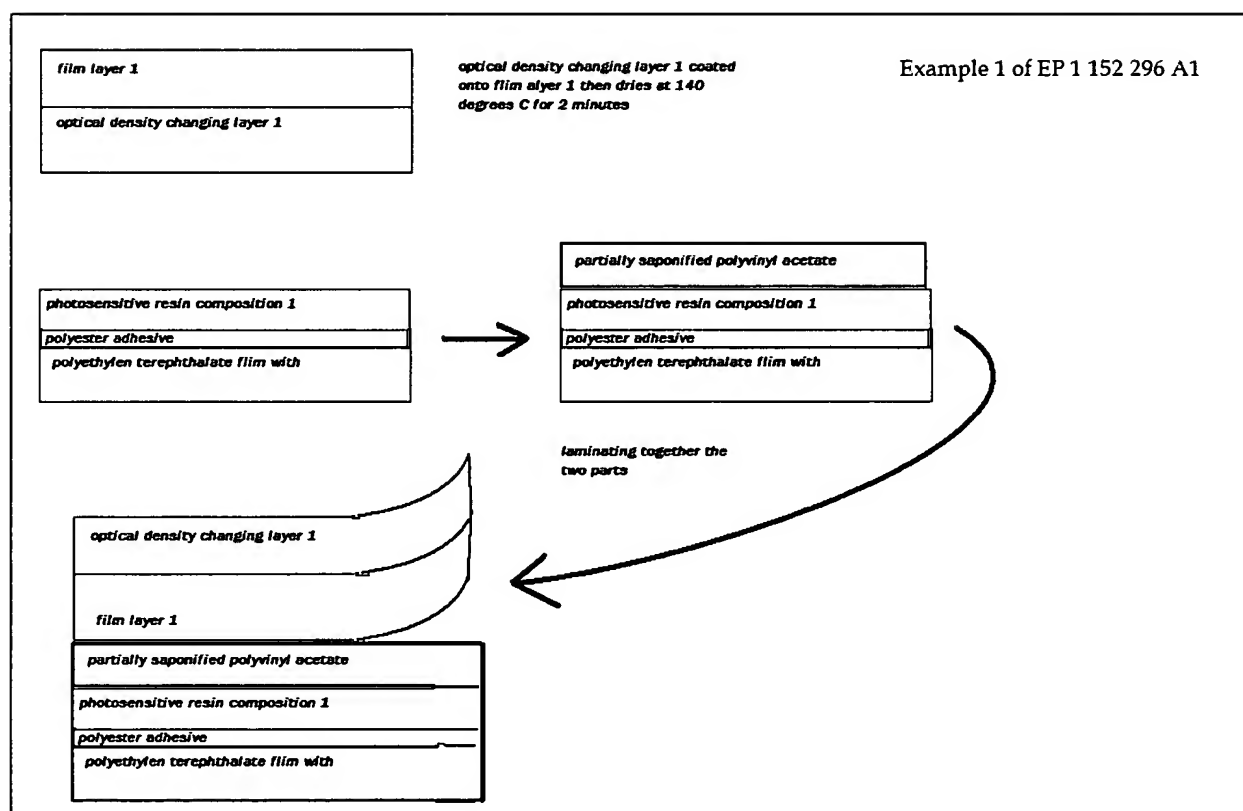 film layer 1
optical density changing layer 1
optical density changing layer 1 coated
onto flim alyer 1 then dries at 140
degrees C for 2 minutes
Example 1 of EP 1 152 296 A1
photosensitive resin composition 1
polyester adhesive
polyethylen terephthalate flim with
partially saponified polyvinyl acetate
photosensitive resin composition 1
polyester adhesive
polyethylen terephthalate flim with
laminating together the
two parts
optical density changing layer 1
film layer 1
partially saponified polyvinyl acetate
photosensitive resin composition 1
polyester adhesive
polyethylen terephthalate flim with